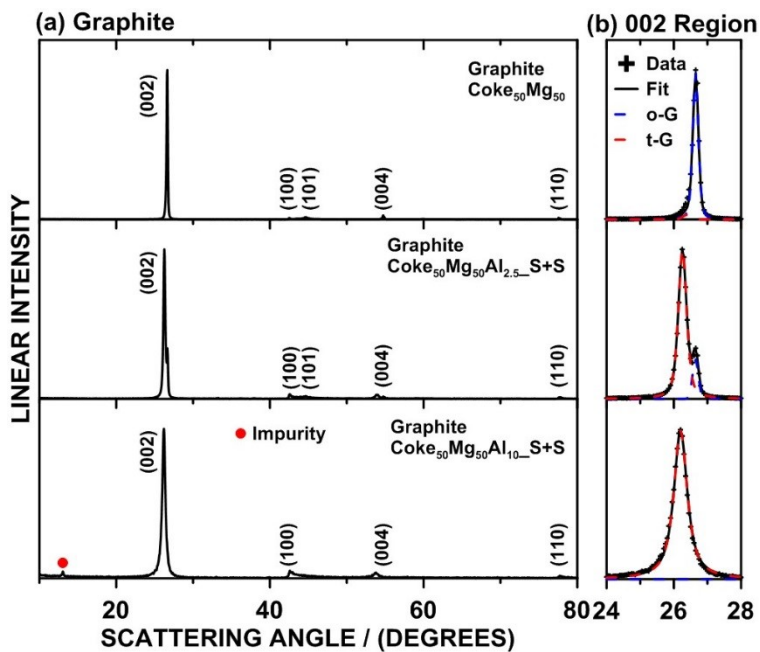 (a) Graphite
(b) 002 Region
LINEAR INTENSITY
Graphite
Coke₅₀Mg₅₀
(002)
(100)
(101)
(004)
(110)
Data
Fit
o-G
t-G
Graphite
Coke₅₀Mg₅₀Al₂.₅_S+S
(002)
(100)
(101)
(004)
(110)
Impurity
Graphite
Coke₅₀Mg₅₀Al₁₀_S+S
(002)
(100)
(004)
(110)
20 40 60 80
24 26 28
SCATTERING ANGLE / (DEGREES)